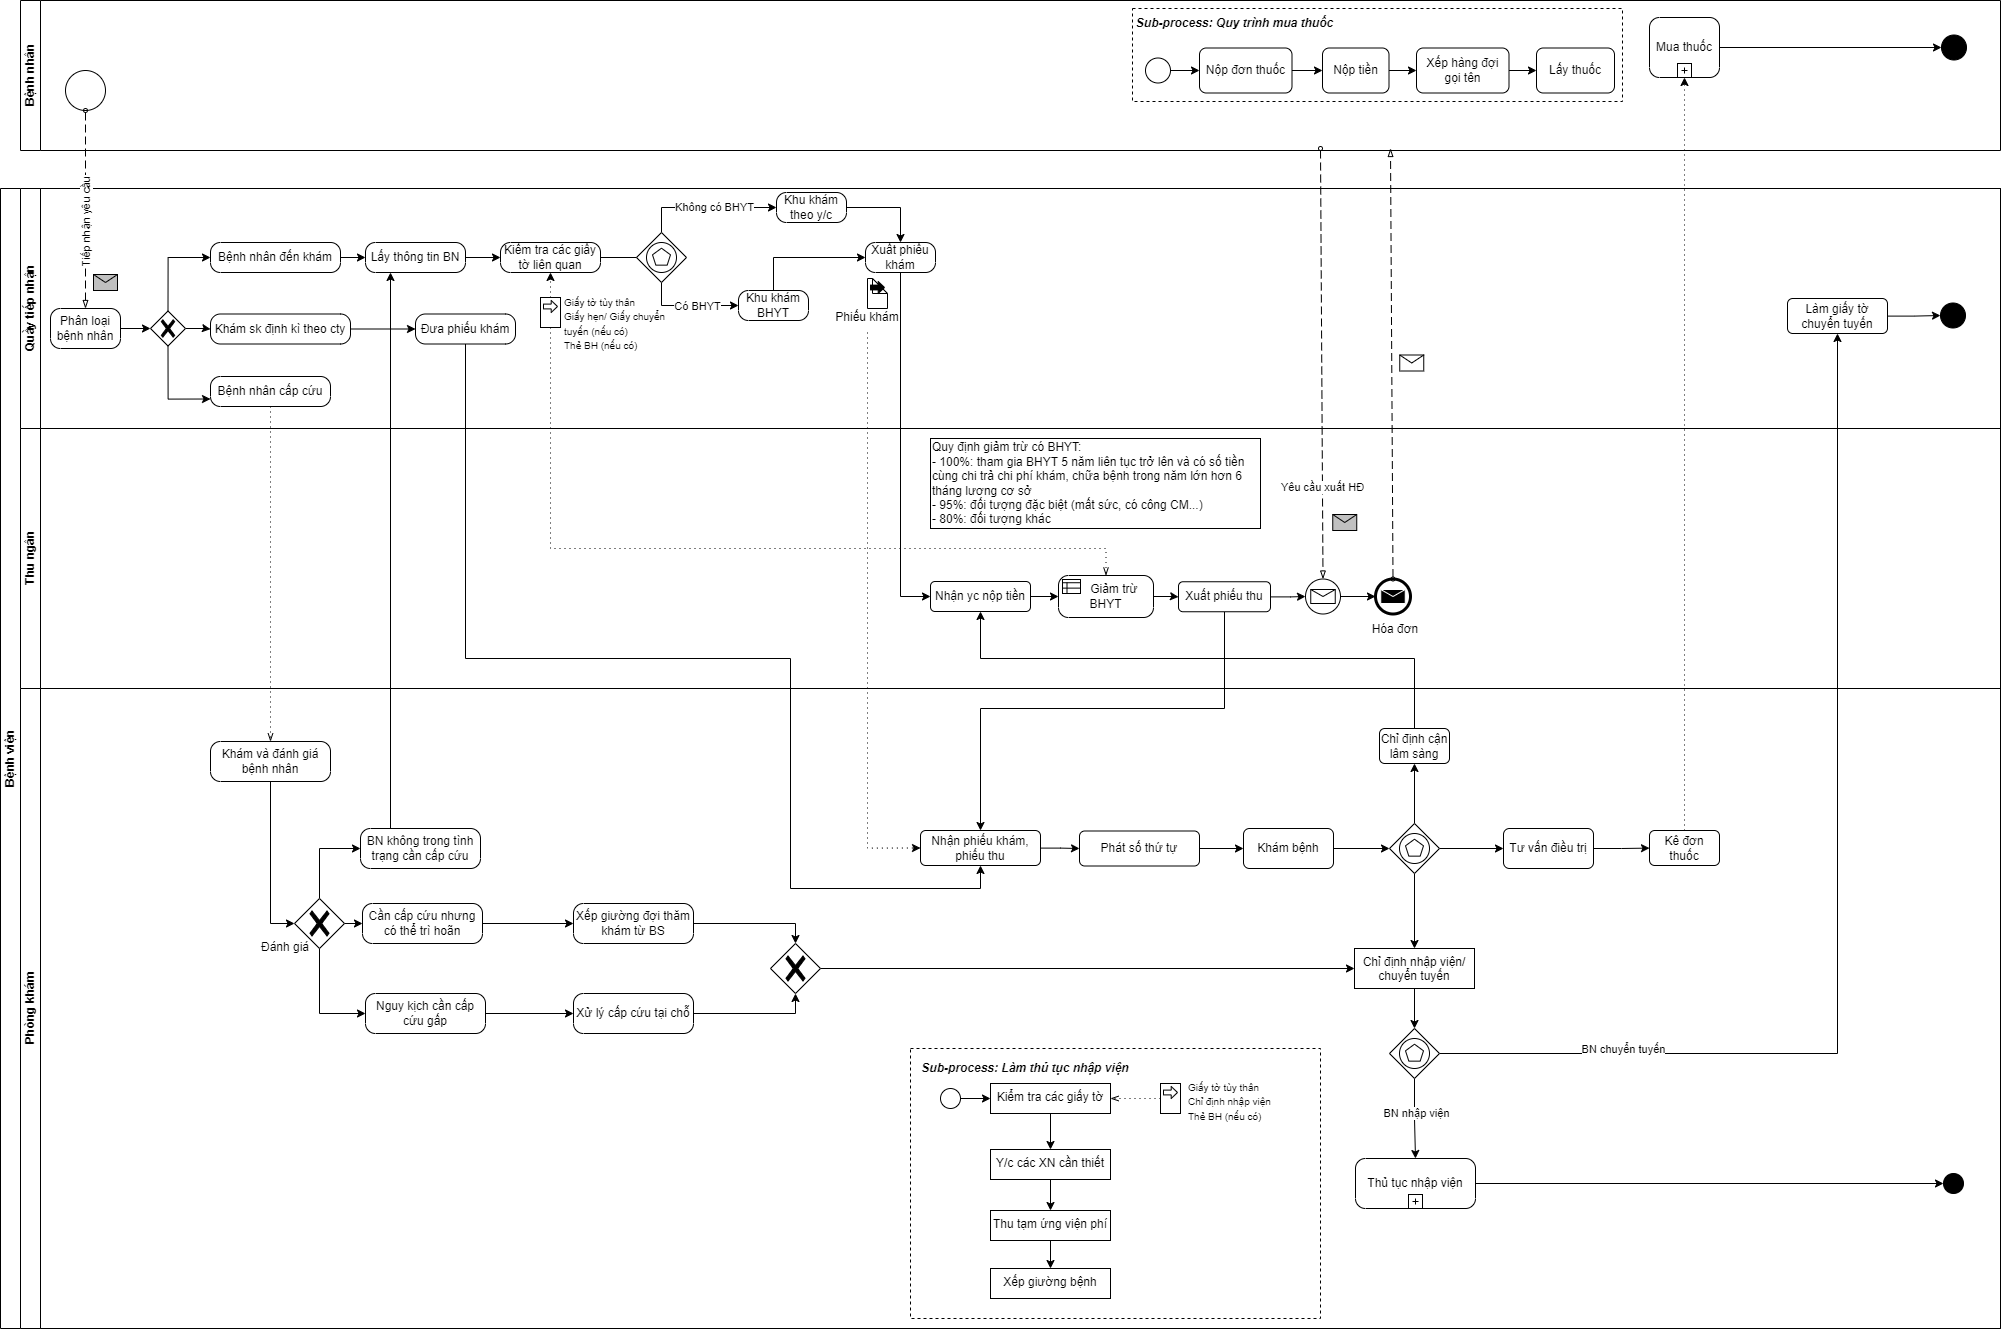 Bệnh nhân
Sub-process: Quy trình mua thuốc
Nộp đơn thuốc
Nộp tiền
Xếp hàng đợi
gọi tên
Lấy thuốc
Mua thuốc
Tiếp nhận yêu cầu
Bệnh viện
Quầy tiếp nhận
Phân loại
bệnh nhân
Bệnh nhân đến khám
Lấy thông tin BN
Kiểm tra các giấy
tờ liên quan
Không có BHYT
Khu khám
theo y/c
Xuất phiếu
khám
Có BHYT
Khu khám
BHYT
Phiếu khám
Giấy tờ tùy thân
Giấy hẹn/ Giấy chuyển
tuyến (nếu có)
Thẻ BH (nếu có)
Khám sk định kì theo cty
Đưa phiếu khám
Bệnh nhân cấp cứu
Làm giấy tờ
chuyển tuyến
Thu ngân
Quy định giảm trừ có BHYT:
- 100%: tham gia BHYT 5 năm liên tục trở lên và có số tiền
cùng chi trả chi phí khám, chữa bệnh trong năm lớn hơn 6
tháng lương cơ sở
- 95%: đối tượng đặc biệt (mất sức, có công CM...)
- 80%: đối tượng khác
Yêu cầu xuất HĐ
Nhận yc nộp tiền
Giảm trừ
BHYT
Xuất phiếu thu
Hóa đơn
Phòng khám
Khám và đánh giá
bệnh nhân
BN không trong tình
trạng cần cấp cứu
Đánh giá
Cần cấp cứu nhưng
có thể trì hoãn
Xếp giường đợi thăm
khám từ BS
Nguy kịch cần cấp
cứu gấp
Xử lý cấp cứu tại chỗ
Nhận phiếu khám,
phiếu thu
Phát số thứ tự
Khám bệnh
Chỉ định cận
lâm sàng
Tư vấn điều trị
Kê đơn
thuốc
Chỉ định nhập viện/
chuyển tuyến
BN chuyển tuyến
BN nhập viện
Thủ tục nhập viện
Sub-process: Làm thủ tục nhập viện
Kiểm tra các giấy tờ
Giấy tờ tùy thân
Chỉ định nhập viện
Thẻ BH (nếu có)
Y/c các XN cần thiết
Thu tạm ứng viện phí
Xếp giường bệnh